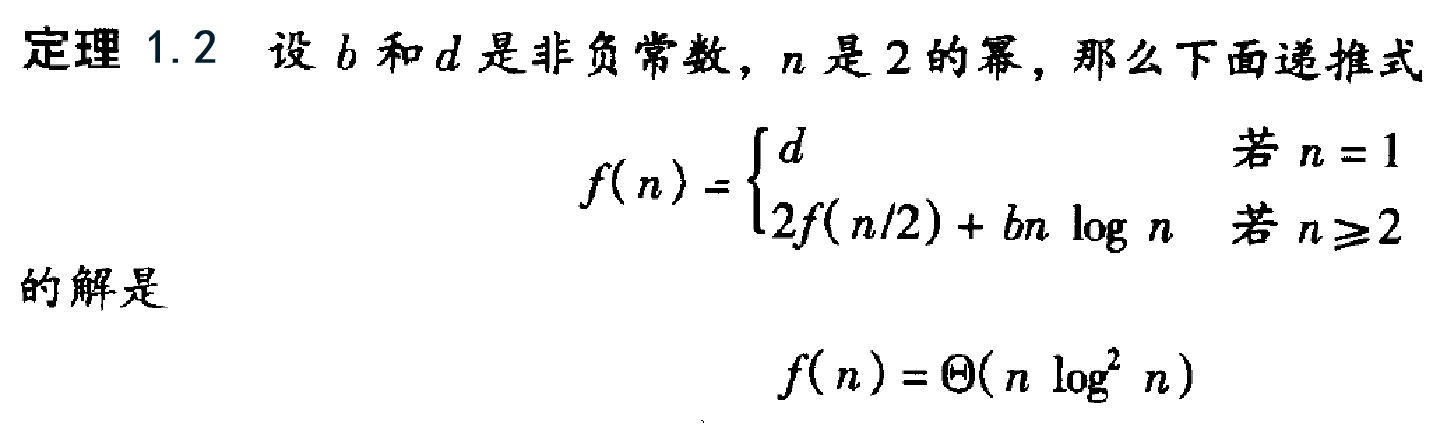 定理 1.2 设 b 和 d 是非负常数，n 是 2 的幂，那么下面递推式
f(n) = { d 若 n = 1
2f(n/2) + bn log n 若 n ≥ 2
的解是
f(n) = Θ(n log² n)